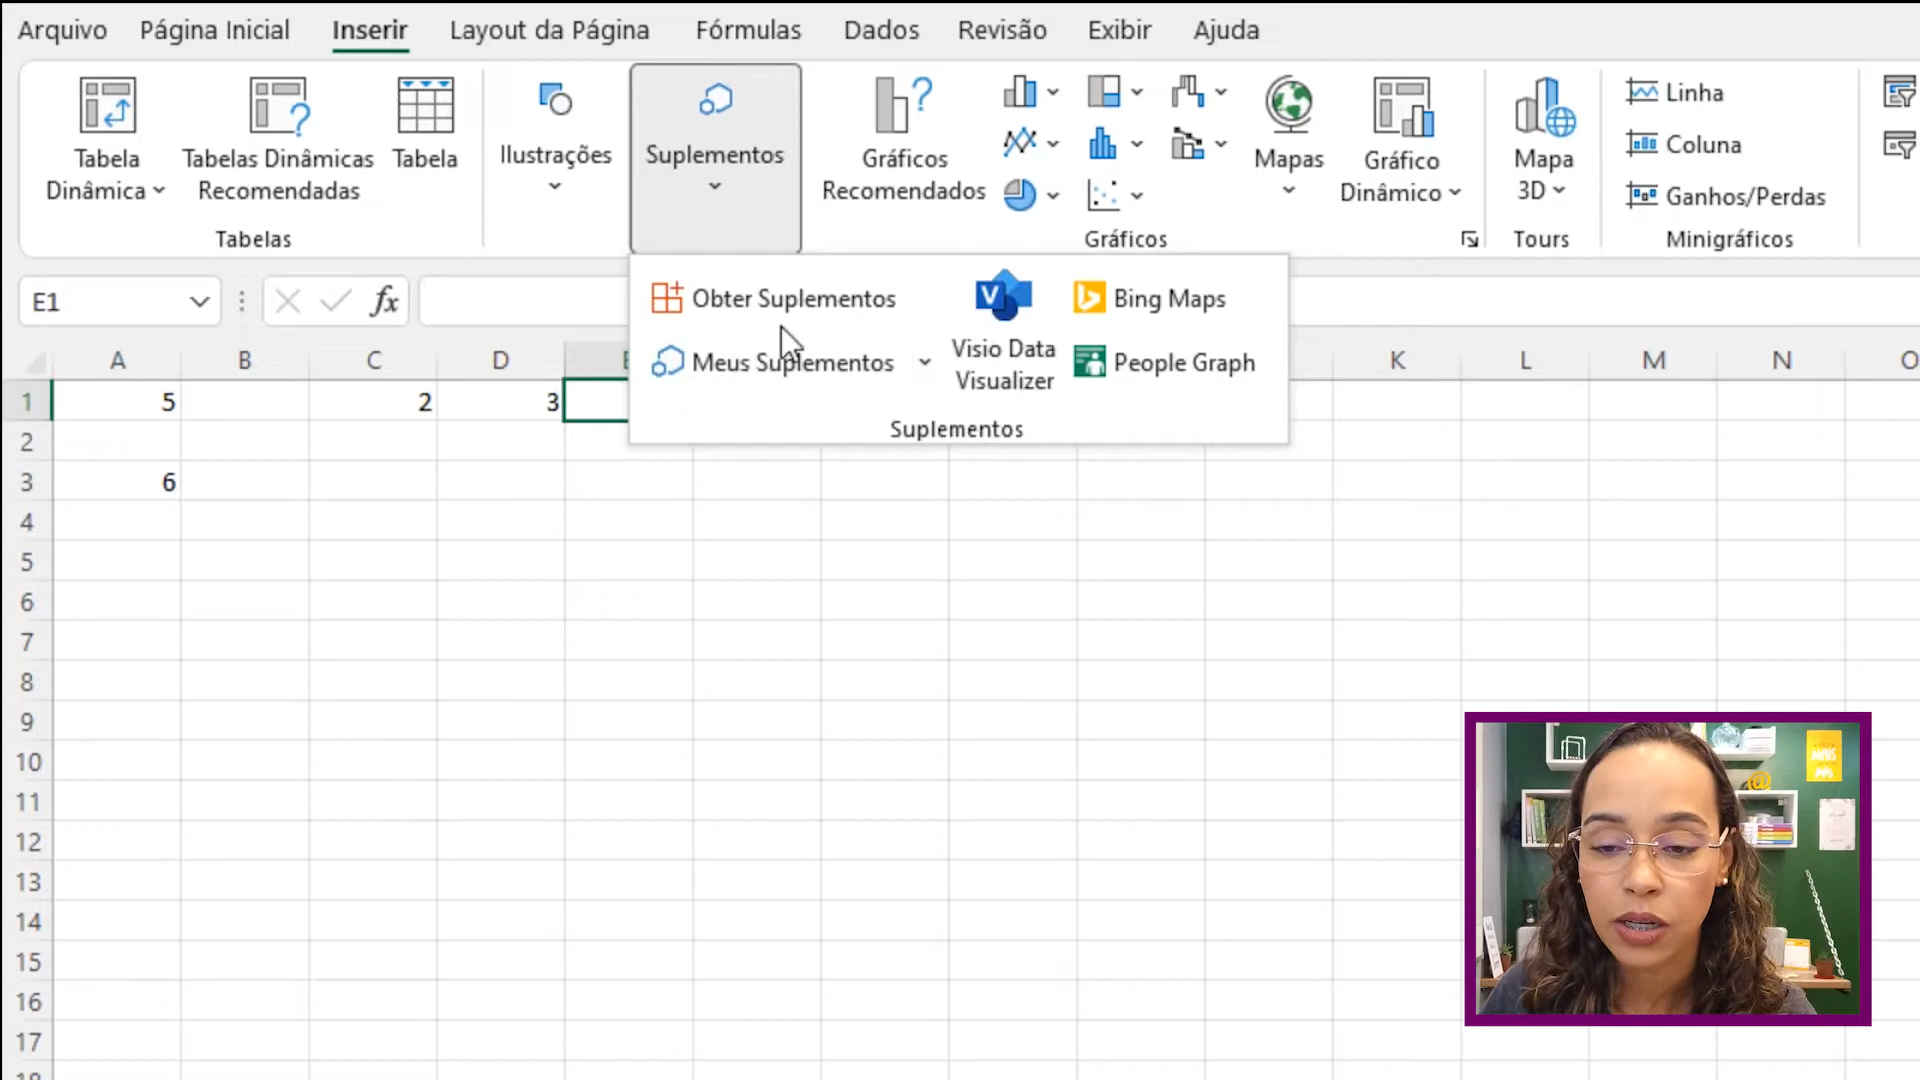 Arquivo Página Inicial Inserir Layout da Página Fórmulas Dados Revisão Exibir Ajuda
Tabela
Dinâmica
Tabelas Dinâmicas
Recomendadas
Tabela
Tabelas
Ilustrações
Suplementos
Gráficos
Recomendados
Mapas
Gráfico
Dinâmico
Gráficos
Mapa
3D
Tours
Linha
Coluna
Ganhos/Perdas
Minigráficos
E1
fx
Obter Suplementos
Meus Suplementos
Visio Data
Visualizer
Bing Maps
People Graph
Suplementos
A B C D K L M N O
1 5 2 3
2
3 6
4
5
6
7
8
9
10
11
12
13
14
15
16
17
18